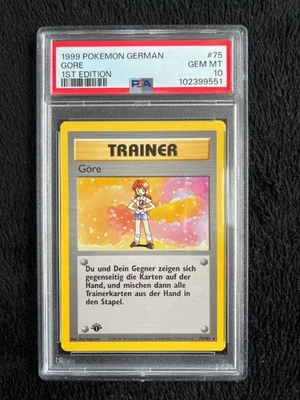 1999 POKEMON GERMAN #75
GORE GEM MT
1ST EDITION 10
PSA 102399551
TRAINER
Göre
Du und Dein Gegner zeigen sich
gegenseitig die Karten auf der
Hand, und mischen dann alle
Trainerkarten aus der Hand in
den Stapel.